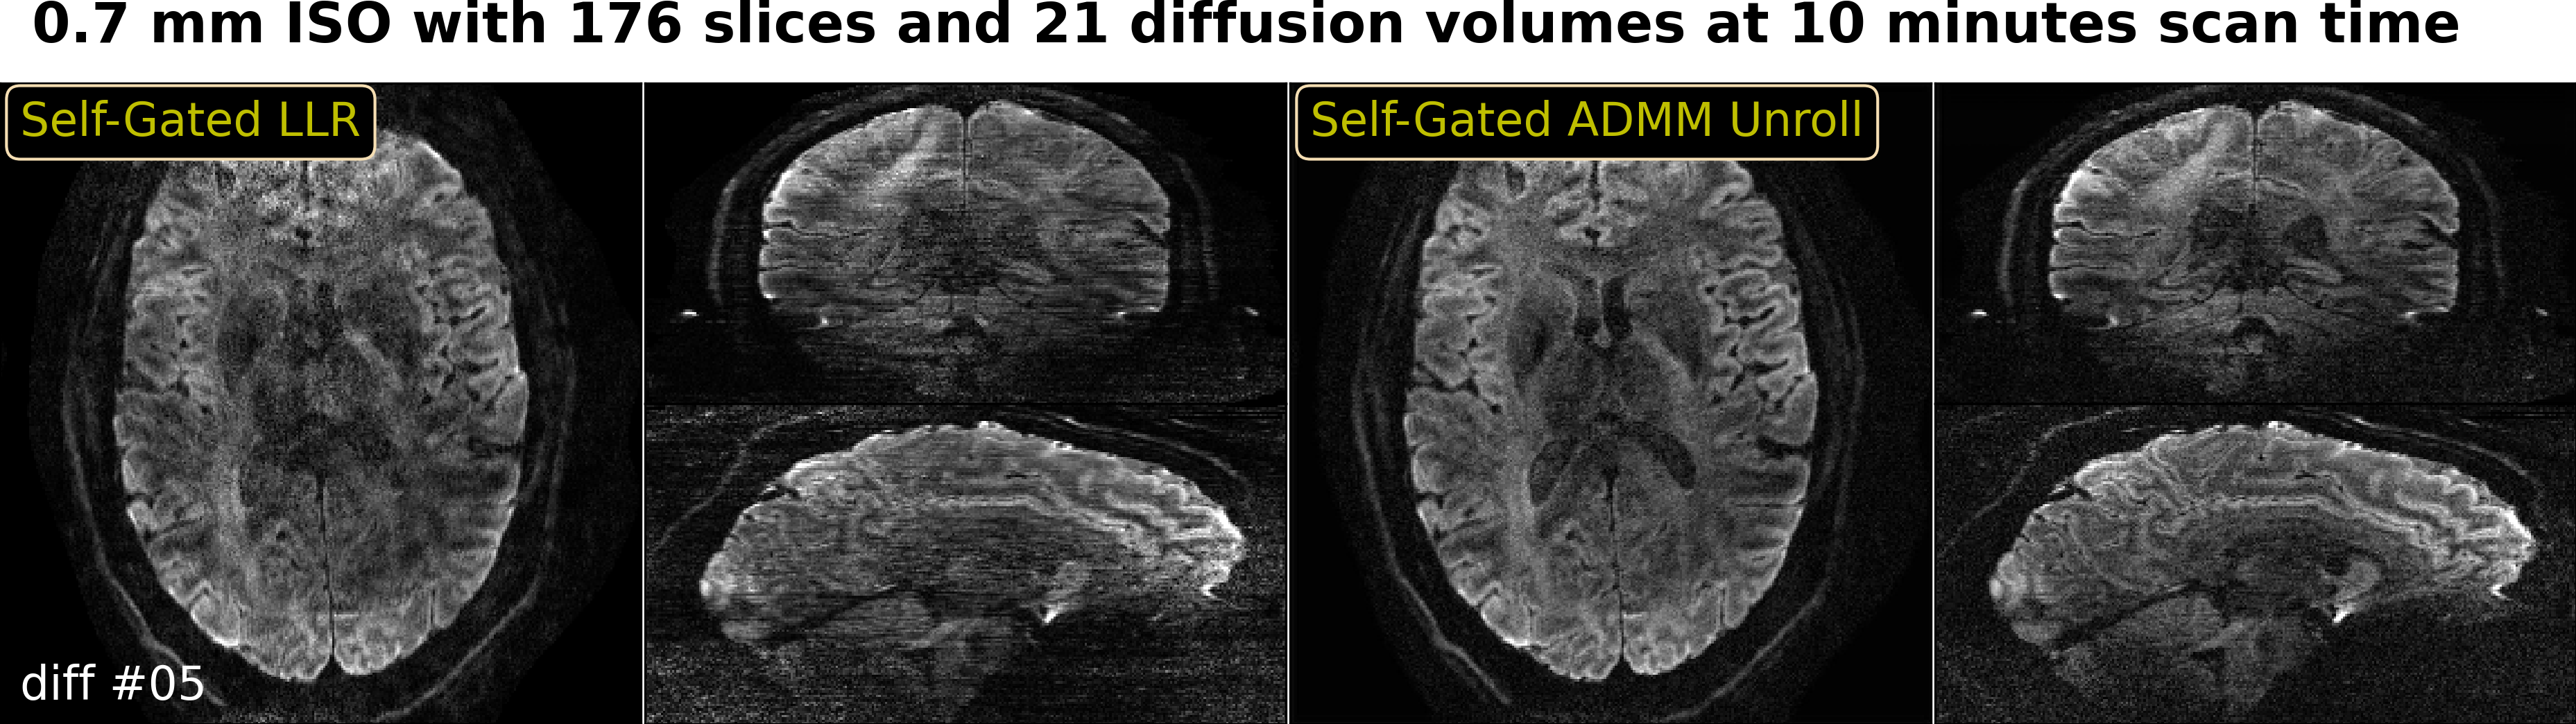 0.7 mm ISO with 176 slices and 21 diffusion volumes at 10 minutes scan time
Self-Gated LLR
Self-Gated ADMM Unroll
diff #05